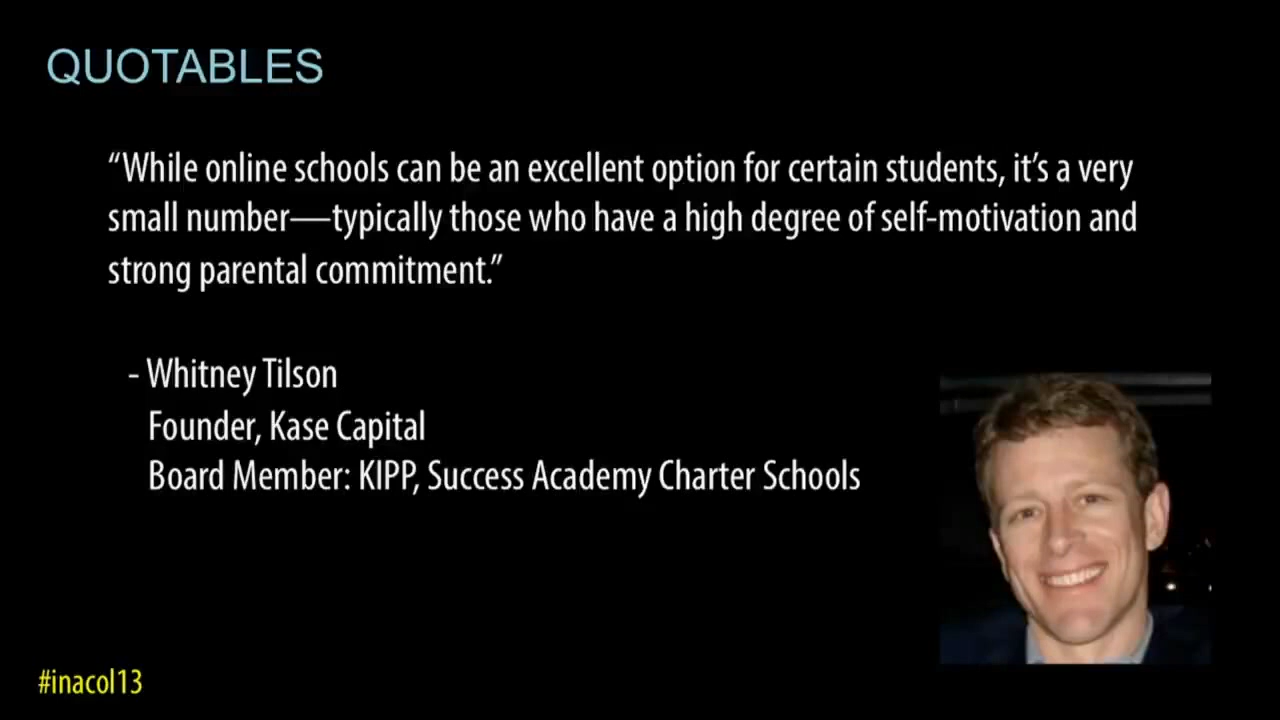 QUOTABLES
“While online schools can be an excellent option for certain students, it’s a very
small number—typically those who have a high degree of self-motivation and
strong parental commitment.”
- Whitney Tilson
Founder, Kase Capital
Board Member: KIPP, Success Academy Charter Schools
#inacol13